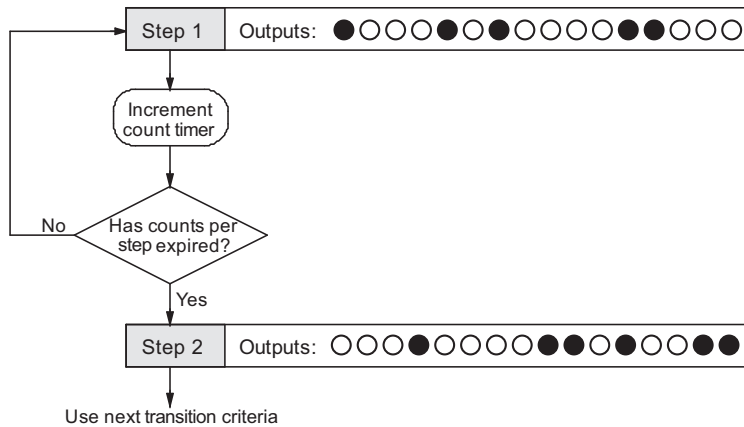 Step 1 Outputs:
Increment
count timer
No
Has counts per
step expired?
Yes
Step 2 Outputs:
Use next transition criteria